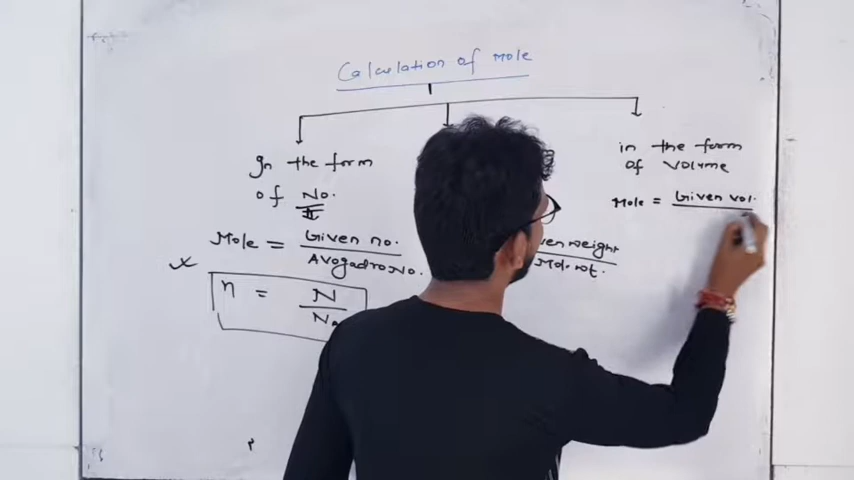 Calculation of Mole
In the form
of No.
Mole = Given no.
Avogadro No.
n = N
weight
Mol. wt.
in the form
of volume
Mole = Given vol.